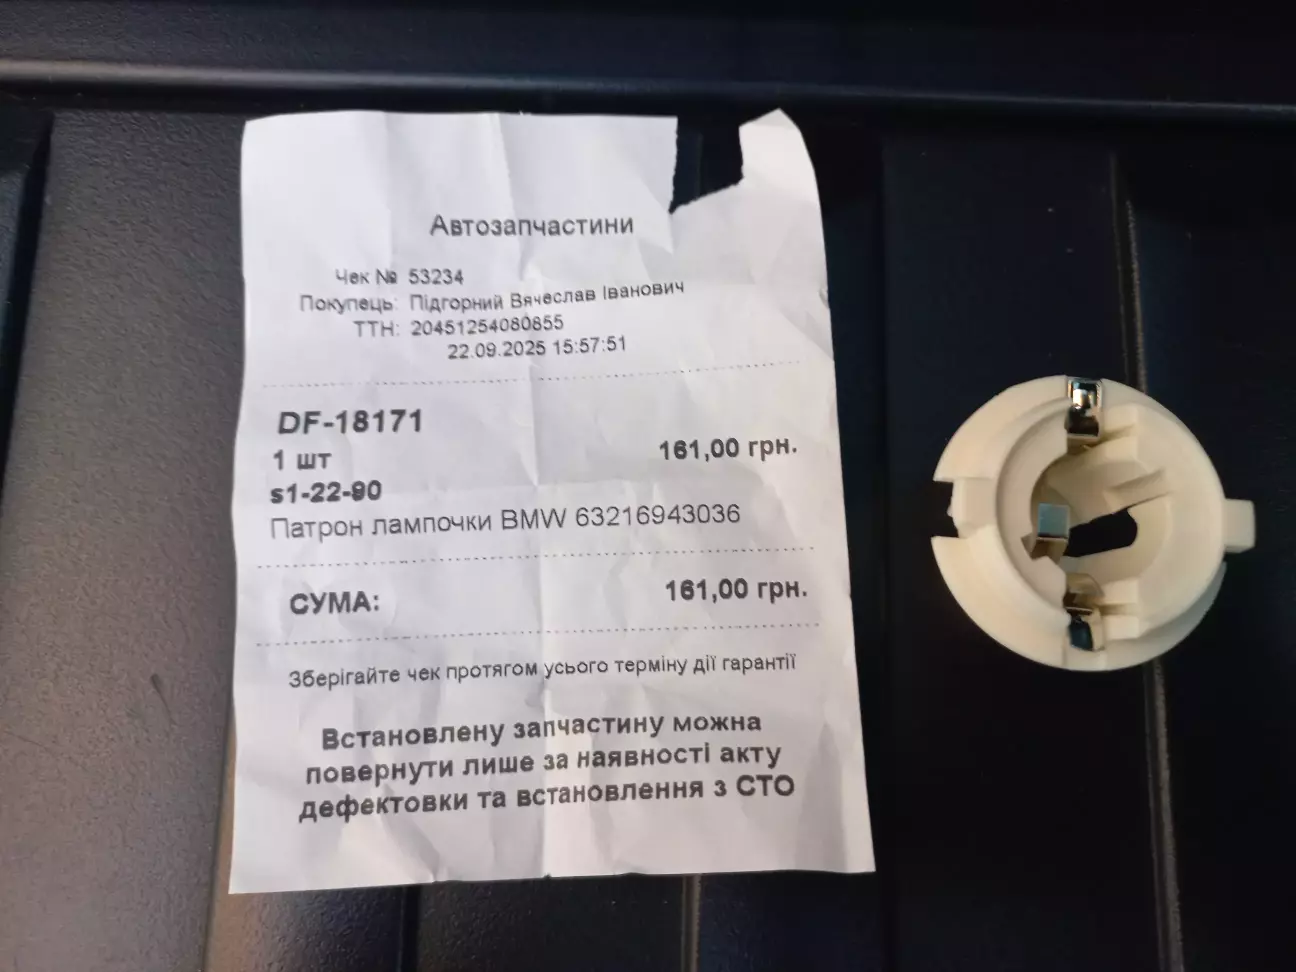 Автозапчастини
Чек № 53234
Покупець: Підгорний Вячеслав Іванович
ТТН: 20451254080855
22.09.2025 15:57:51
DF-18171
1 шт 161,00 грн.
s1-22-90
Патрон лампочки BMW 63216943036
СУМА: 161,00 грн.
Зберігайте чек протягом усього терміну дії гарантії
Встановлену запчастину можна
повернути лише за наявності акту
дефектовки та встановлення з СТО